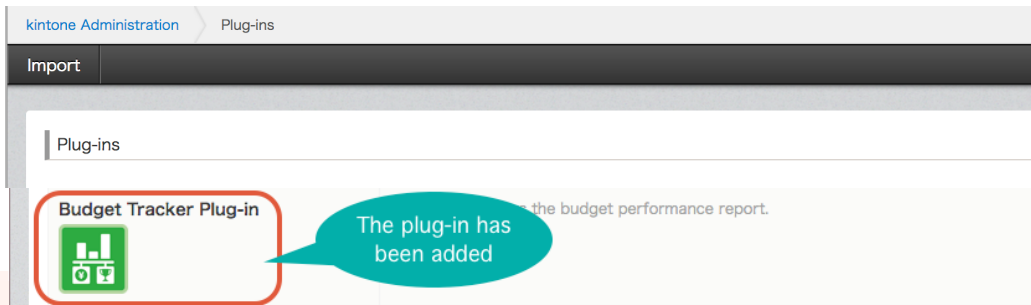 kintone Administration Plug-ins
Import
Plug-ins
Budget Tracker Plug-in
the budget performance report.
The plug-in has
been added